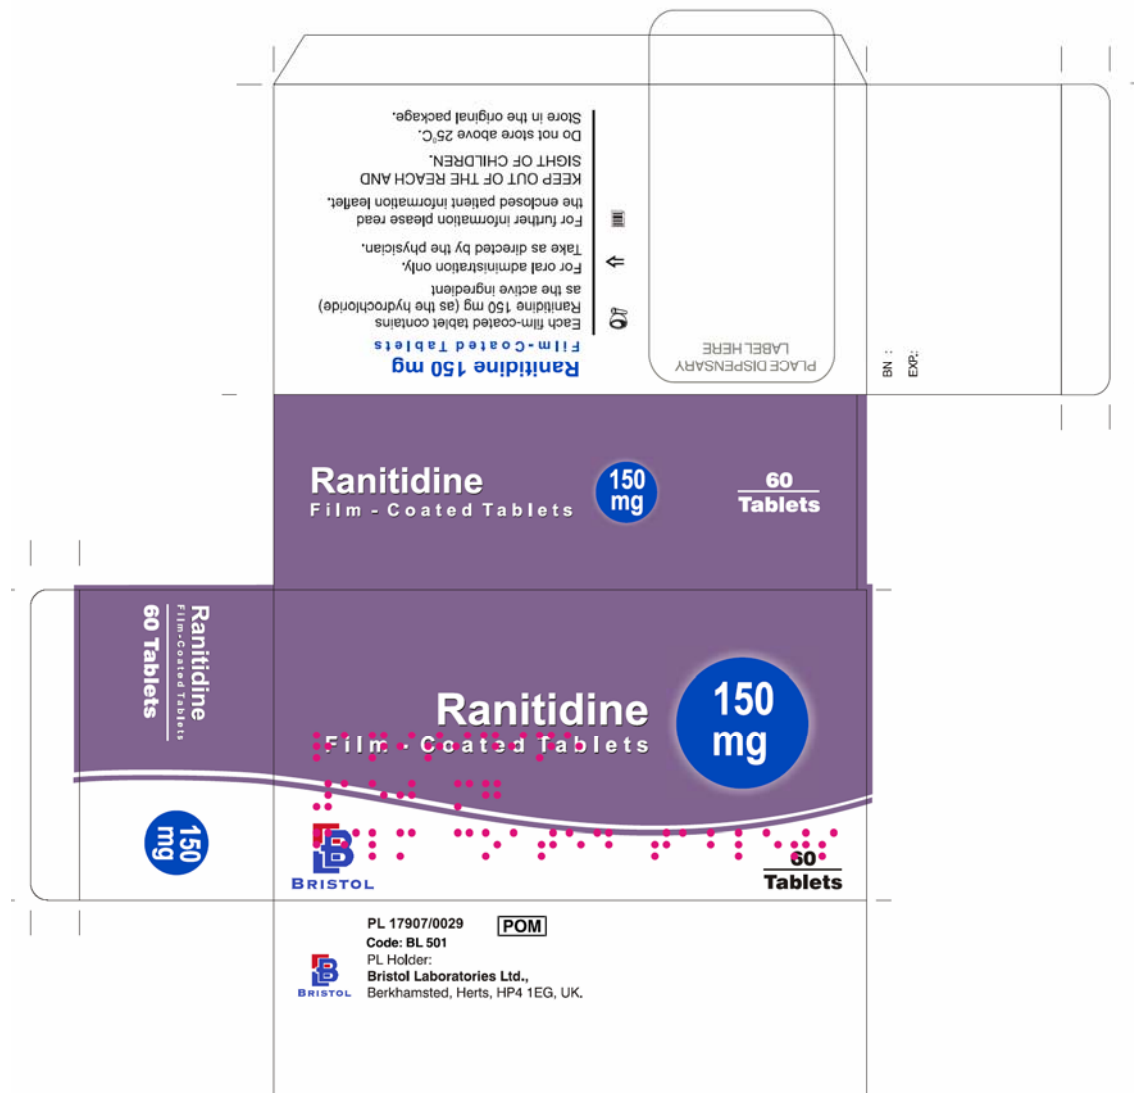 Ranitidine 150 mg
Film-Coated Tablets
Each film-coated tablet contains
Ranitidine 150 mg (as the hydrochloride)
as the active ingredient
For oral administration only.
Take as directed by the physician.
For further information please read
the enclosed patient information leaflet.
KEEP OUT OF THE REACH AND
SIGHT OF CHILDREN.
Do not store above 25°C.
Store in the original package.
PLACE DISPENSARY
LABEL HERE
BN :
EXP.:
Ranitidine
Film - Coated Tablets
150
mg
60
Tablets
Ranitidine
Film-Coated Tablets
60 Tablets
150
mg
Ranitidine
Film - Coated Tablets
150
mg
BRISTOL
60
Tablets
PL 17907/0029
POM
Code: BL 501
PL Holder:
Bristol Laboratories Ltd.,
Berkhamsted, Herts, HP4 1EG, UK.
BRISTOL